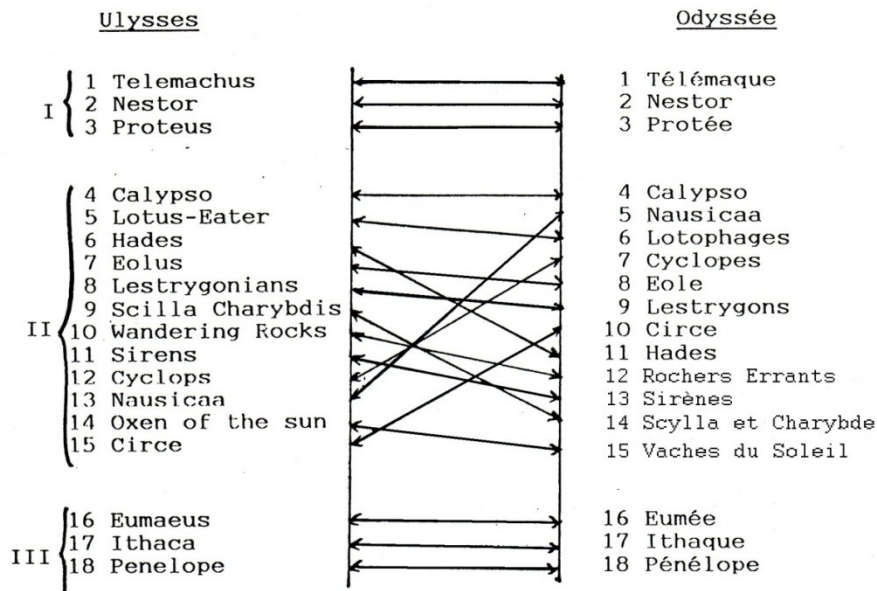 Ulysses Odyssée
1 Telemachus 1 Télémaque
I 2 Nestor 2 Nestor
3 Proteus 3 Protée
4 Calypso 4 Calypso
5 Lotus-Eater 5 Nausicaa
6 Hades 6 Lotophages
7 Eolus 7 Cyclopes
8 Lestrygonians 8 Eole
9 Scilla Charybdis 9 Lestrygons
II 10 Wandering Rocks 10 Circe
11 Sirens 11 Hades
12 Cyclops 12 Rochers Errants
13 Nausicaa 13 Sirènes
14 Oxen of the sun 14 Scylla et Charybde
15 Circe 15 Vaches du Soleil
16 Eumaeus 16 Eumée
III 17 Ithaca 17 Ithaque
18 Penelope 18 Pénélope